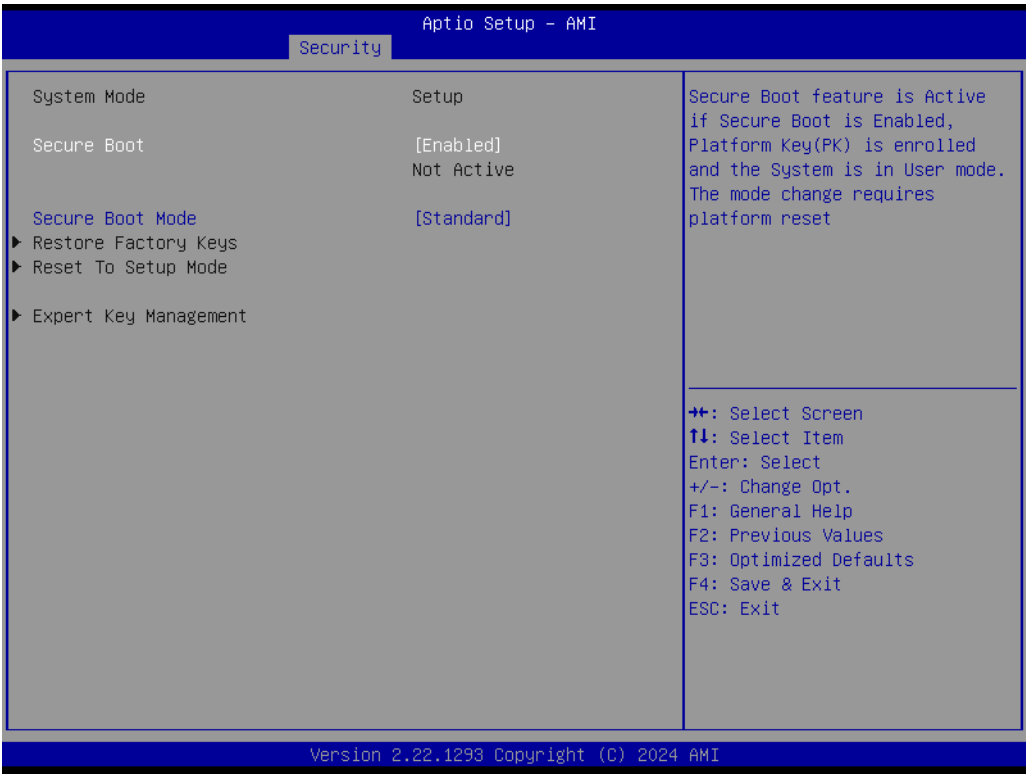 Aptio Setup - AMI
Security
System Mode Setup
Secure Boot [Enabled]
Not Active
Secure Boot Mode [Standard]
Restore Factory Keys
Reset To Setup Mode
Expert Key Management
Secure Boot feature is Active
if Secure Boot is Enabled,
Platform Key(PK) is enrolled
and the System is in User mode.
The mode change requires
platform reset
→←: Select Screen
↑↓: Select Item
Enter: Select
+/-: Change Opt.
F1: General Help
F2: Previous Values
F3: Optimized Defaults
F4: Save & Exit
ESC: Exit
Version 2.22.1293 Copyright (C) 2024 AMI